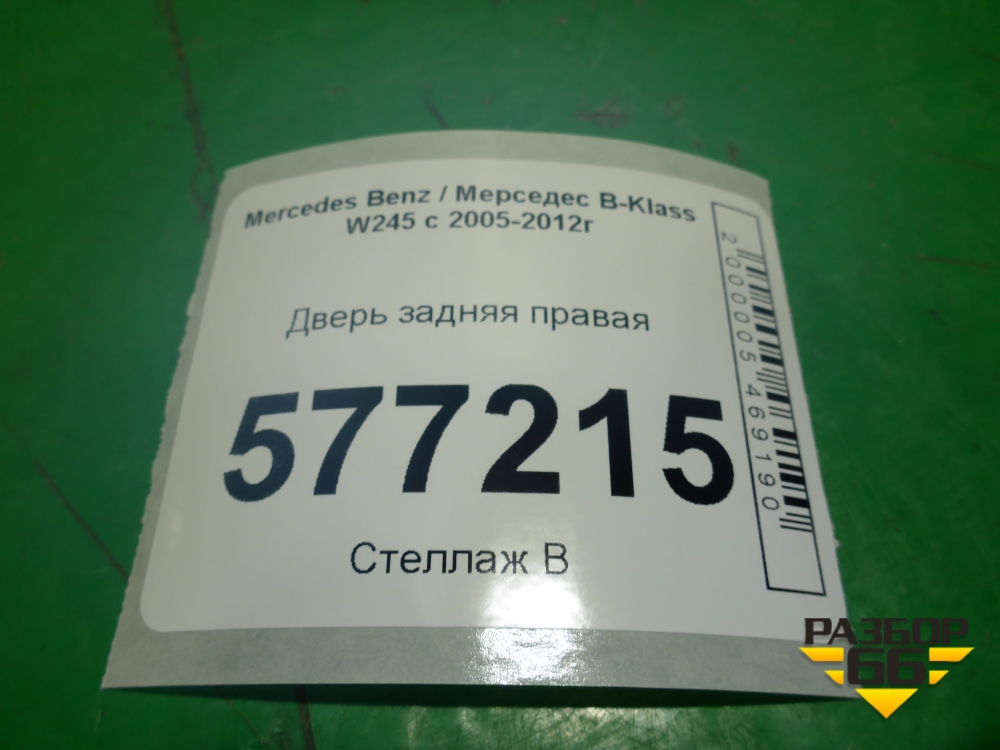 Mercedes Benz / Мерседес B-Klass
W245 с 2005-2012г
Дверь задняя правая
577215
Стеллаж В
2000005469190
РАЗБОР
66